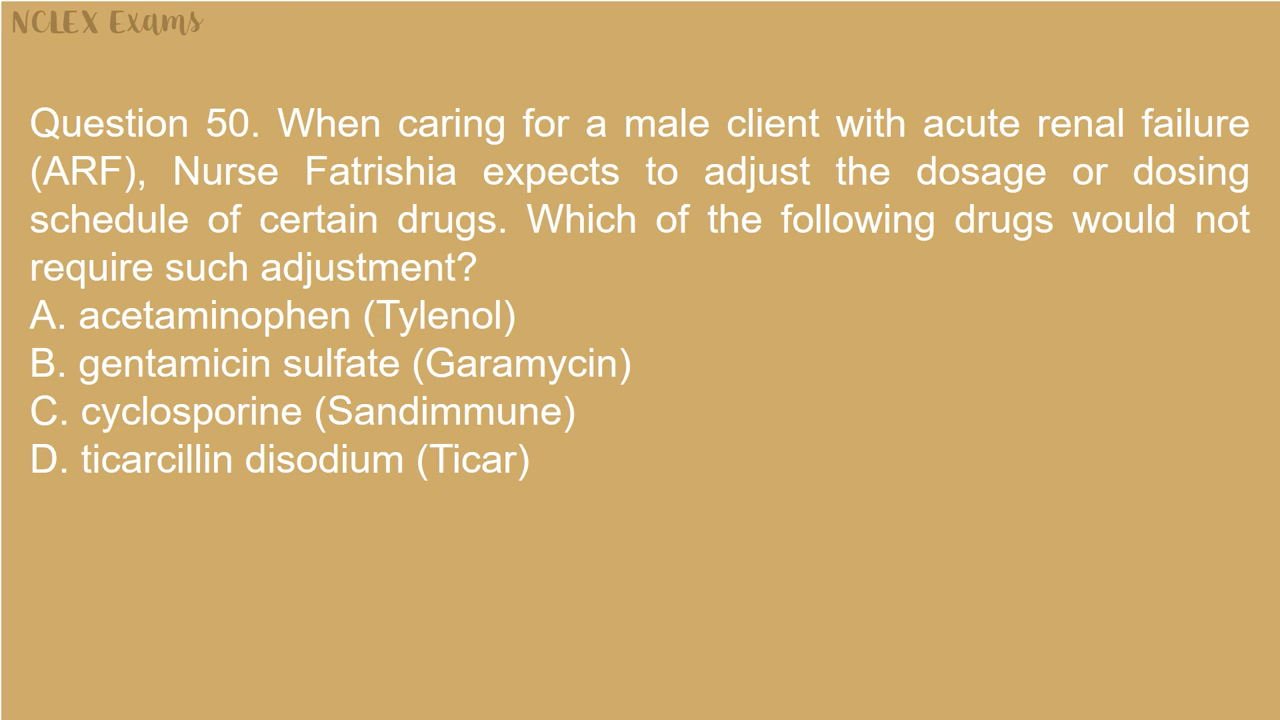 NCLEX Exams
Question 50. When caring for a male client with acute renal failure
(ARF), Nurse Fatrishia expects to adjust the dosage or dosing
schedule of certain drugs. Which of the following drugs would not
require such adjustment?
A. acetaminophen (Tylenol)
B. gentamicin sulfate (Garamycin)
C. cyclosporine (Sandimmune)
D. ticarcillin disodium (Ticar)